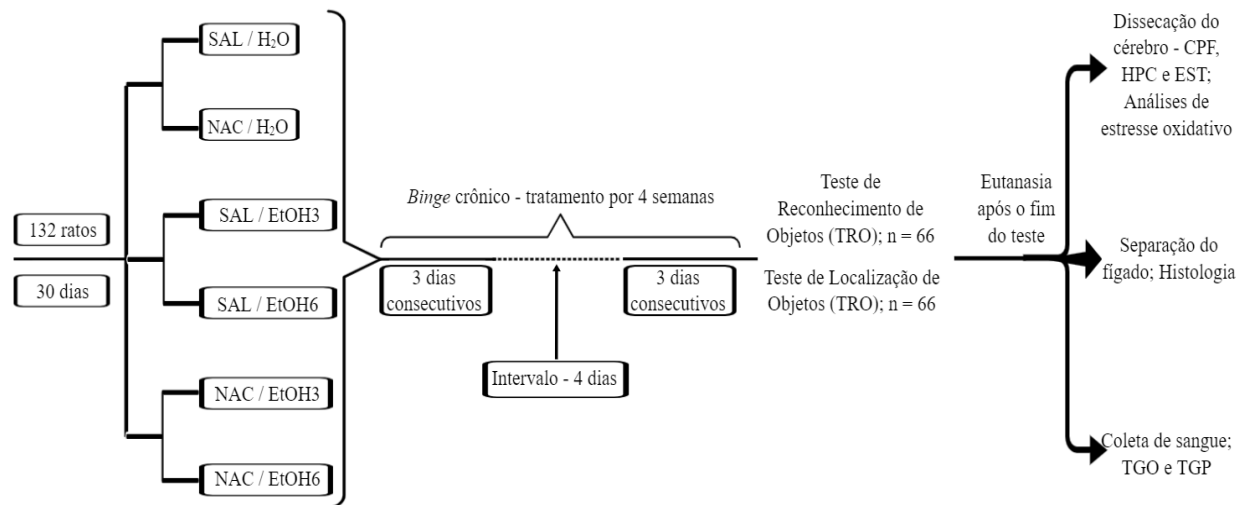 132 ratos
30 dias
SAL / H₂O
NAC / H₂O
SAL / EtOH3
SAL / EtOH6
NAC / EtOH3
NAC / EtOH6
Binge crônico - tratamento por 4 semanas
3 dias
consecutivos
3 dias
consecutivos
Intervalo - 4 dias
Teste de
Reconhecimento de
Objetos (TRO); n = 66
Teste de Localização de
Objetos (TRO); n = 66
Eutanasia
após o fim
do teste
Dissecação do
cérebro - CPF,
HPC e EST;
Análises de
estresse oxidativo
Separação do
fígado; Histologia
Coleta de sangue;
TGO e TGP